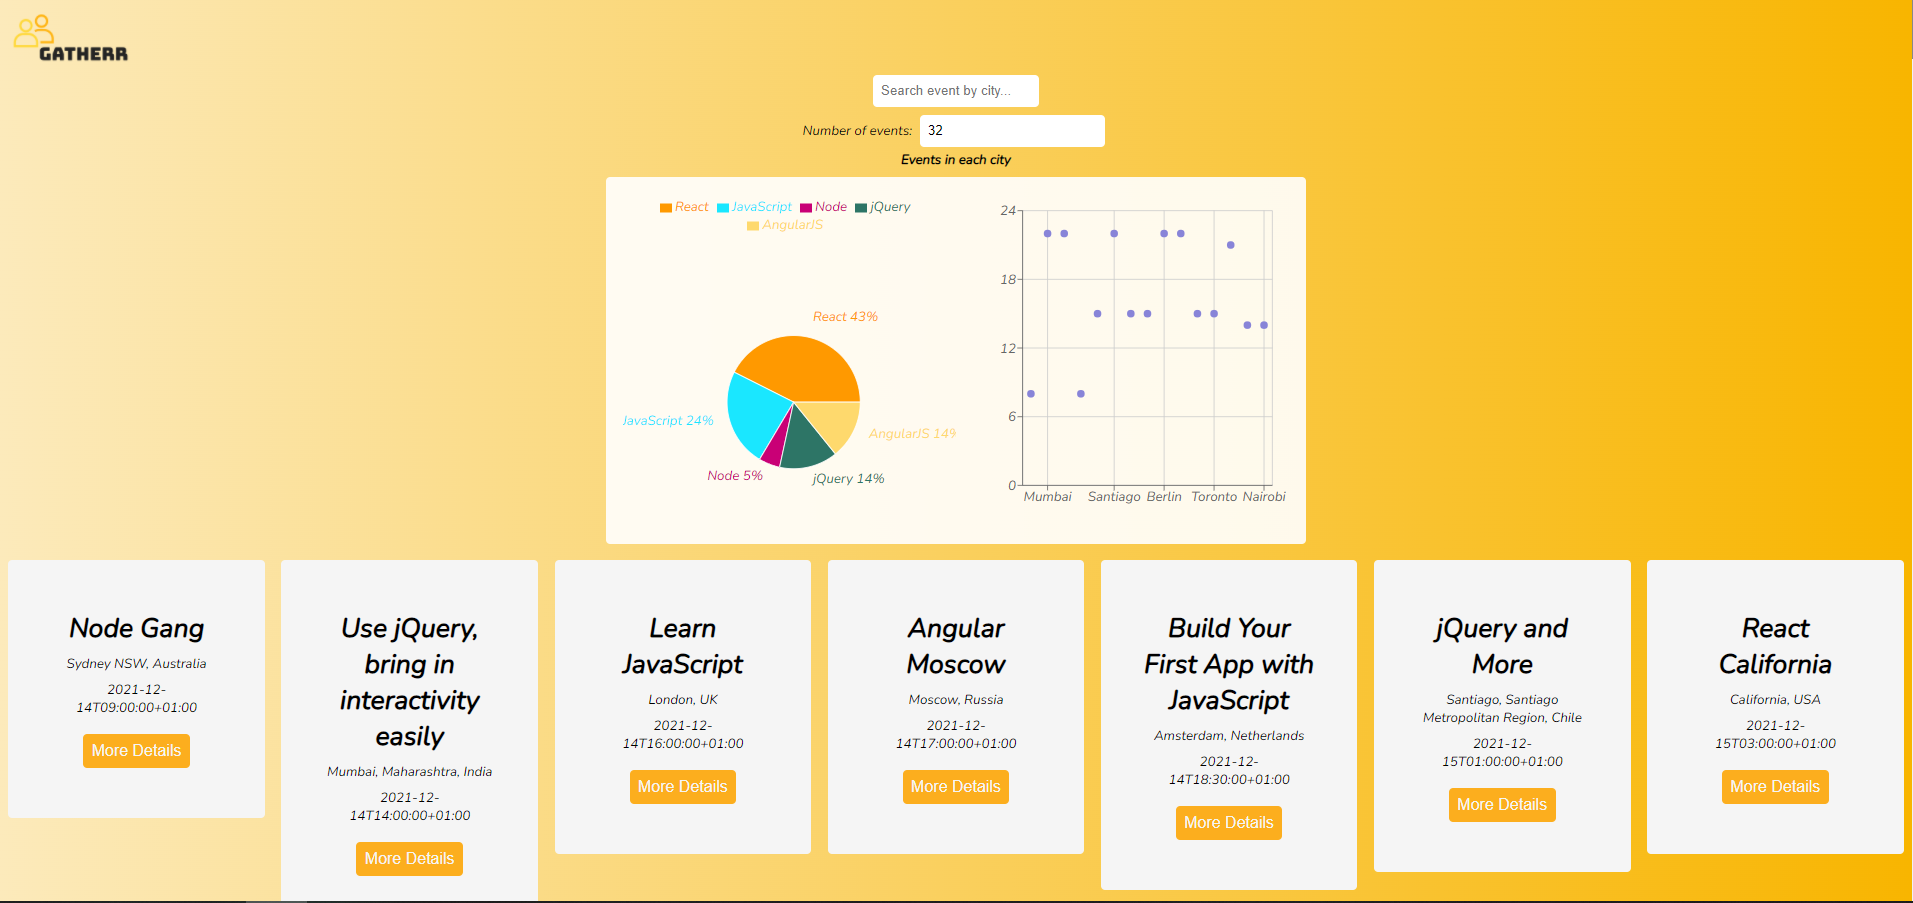 GATHERR
Search event by city...
Number of events: 32
Events in each city
React JavaScript Node jQuery
AngularJS
React 43%
JavaScript 24%
AngularJS 14%
Node 5%
jQuery 14%
24
18
12
6
0
Mumbai Santiago Berlin Toronto Nairobi
Node Gang
Sydney NSW, Australia
2021-12-
14T09:00:00+01:00
More Details
Use jQuery,
bring in
interactivity
easily
Mumbai, Maharashtra, India
2021-12-
14T14:00:00+01:00
More Details
Learn
JavaScript
London, UK
2021-12-
14T16:00:00+01:00
More Details
Angular
Moscow
Moscow, Russia
2021-12-
14T17:00:00+01:00
More Details
Build Your
First App with
JavaScript
Amsterdam, Netherlands
2021-12-
14T18:30:00+01:00
More Details
jQuery and
More
Santiago, Santiago
Metropolitan Region, Chile
2021-12-
15T01:00:00+01:00
More Details
React
California
California, USA
2021-12-
15T03:00:00+01:00
More Details